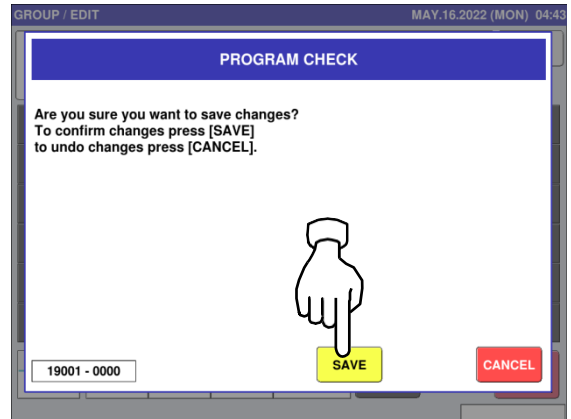 GROUP / EDIT MAY.16.2022 (MON) 04:43
PROGRAM CHECK
Are you sure you want to save changes?
To confirm changes press [SAVE]
to undo changes press [CANCEL].
SAVE
CANCEL
19001 - 0000